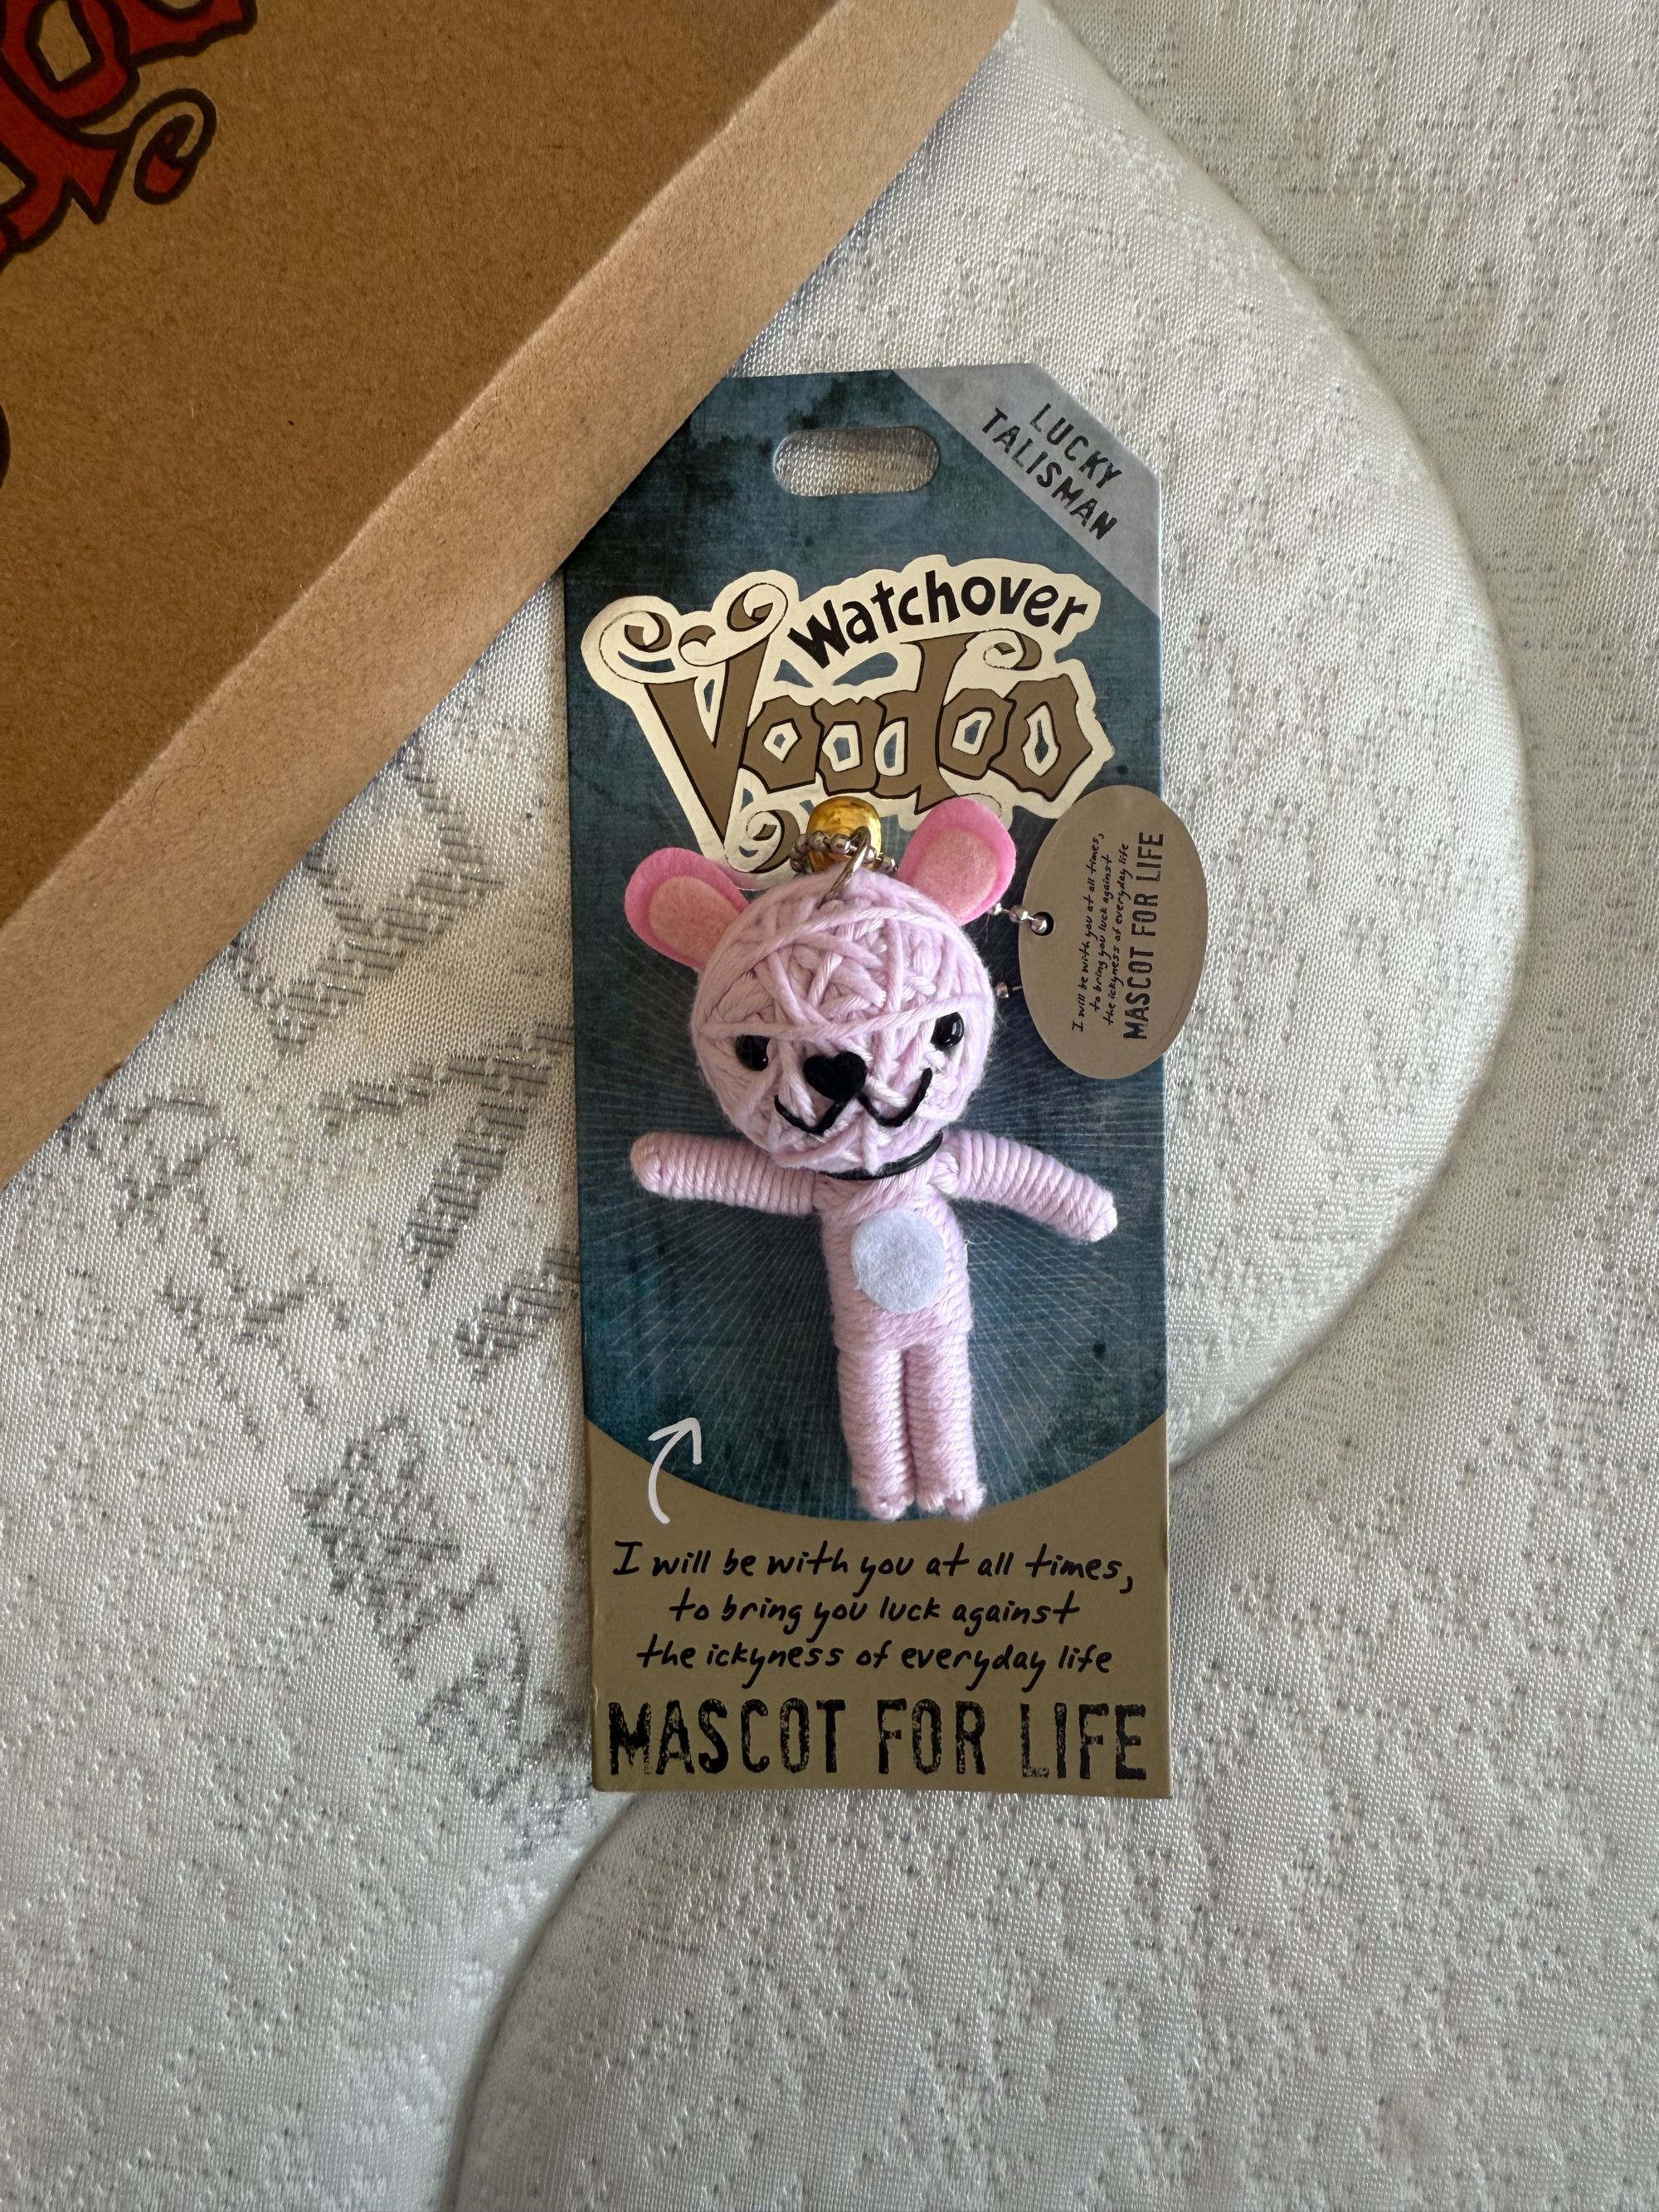 LUCKY
TALISMAN
Watchover
Voodoo
I will be with you at all times,
to bring you luck against
the ickyness of everyday life
MASCOT FOR LIFE
I will be with you at all times,
to bring you luck against
the ickyness of everyday life
MASCOT FOR LIFE